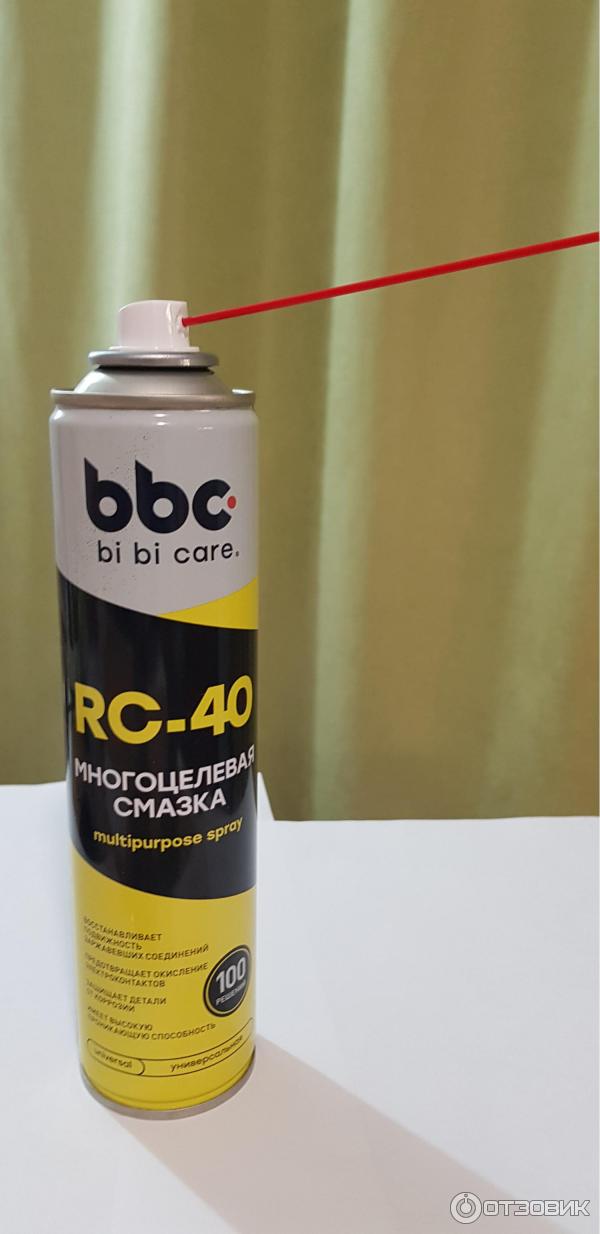 bbc
bi bi care.
RC-40
МНОГОЦЕЛЕВАЯ
СМАЗКА
multipurpose spray
ВОССТАНАВЛИВАЕТ
ПОДВИЖНОСТЬ
ЗАРЖАВЕВШИХ СОЕДИНЕНИЙ
ПРЕДОТВРАЩАЕТ ОКИСЛЕНИЕ
ЭЛЕКТРОКОНТАКТОВ
ЗАЩИЩАЕТ ДЕТАЛИ
ОТ КОРРОЗИИ
ИМЕЕТ ВЫСОКУЮ
ПРОНИКАЮЩУЮ СПОСОБНОСТЬ
100
РЕШЕНИЙ
universal
универсальная
ОТЗОВИК